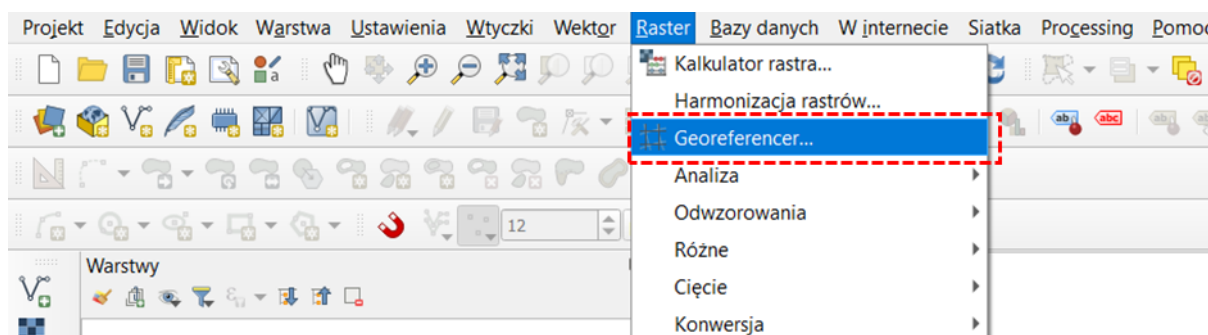 Projekt Edycja Widok Warstwa Ustawienia Wtyczki Wektor Raster Bazy danych W internecie Siatka Processing Pomoc
Kalkulator rastra...
Harmonizacja rastrów...
Georeferencer...
Analiza
Odwzorowania
12
Różne
Warstwy
Cięcie
Konwersja